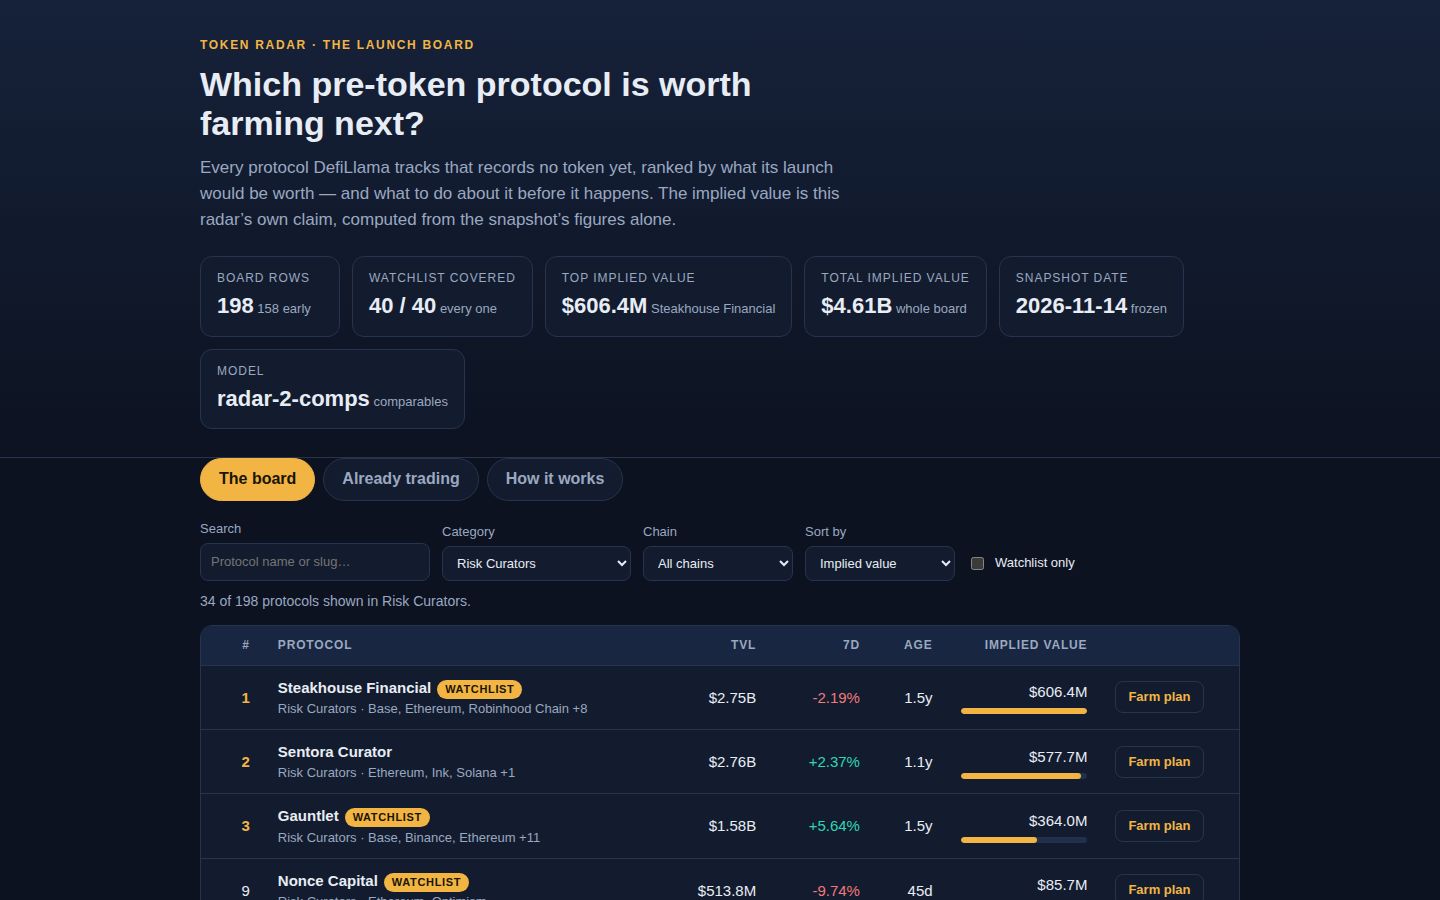 TOKEN RADAR · THE LAUNCH BOARD
Which pre-token protocol is worth
farming next?
Every protocol DefiLlama tracks that records no token yet, ranked by what its launch
would be worth — and what to do about it before it happens. The implied value is this
radar’s own claim, computed from the snapshot’s figures alone.
BOARD ROWS
198 158 early
WATCHLIST COVERED
40 / 40 every one
TOP IMPLIED VALUE
$606.4M Steakhouse Financial
TOTAL IMPLIED VALUE
$4.61B whole board
SNAPSHOT DATE
2026-11-14 frozen
MODEL
radar-2-comps comparables
The board
Already trading
How it works
Search
Protocol name or slug…
Category
Risk Curators
Chain
All chains
Sort by
Implied value
Watchlist only
34 of 198 protocols shown in Risk Curators.
# PROTOCOL TVL 7D AGE IMPLIED VALUE
1 Steakhouse Financial WATCHLIST $2.75B -2.19% 1.5y $606.4M Farm plan
Risk Curators · Base, Ethereum, Robinhood Chain +8
2 Sentora Curator $2.76B +2.37% 1.1y $577.7M Farm plan
Risk Curators · Ethereum, Ink, Solana +1
3 Gauntlet WATCHLIST $1.58B +5.64% 1.5y $364.0M Farm plan
Risk Curators · Base, Binance, Ethereum +11
9 Nonce Capital WATCHLIST $513.8M -9.74% 45d $85.7M Farm plan
Risk Curators · Ethereum, Optimism